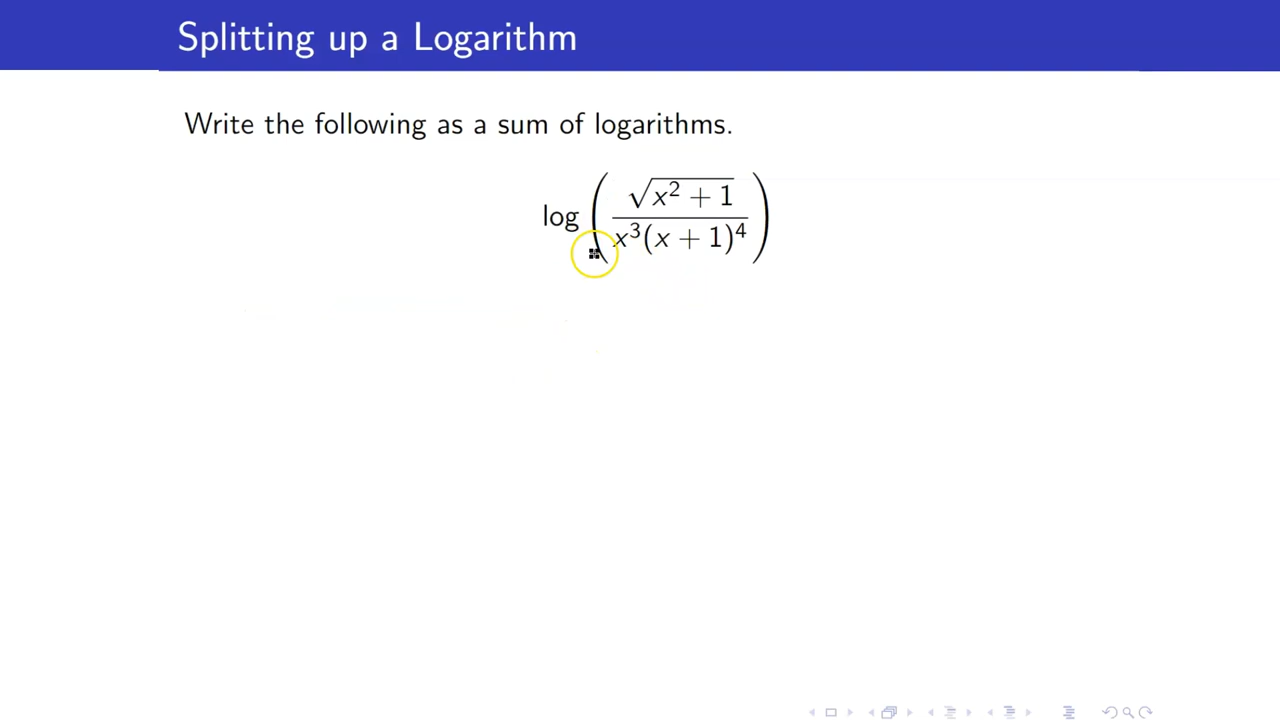 Splitting up a Logarithm
Write the following as a sum of logarithms.
log ( √(x² + 1) / x³(x + 1)⁴ )